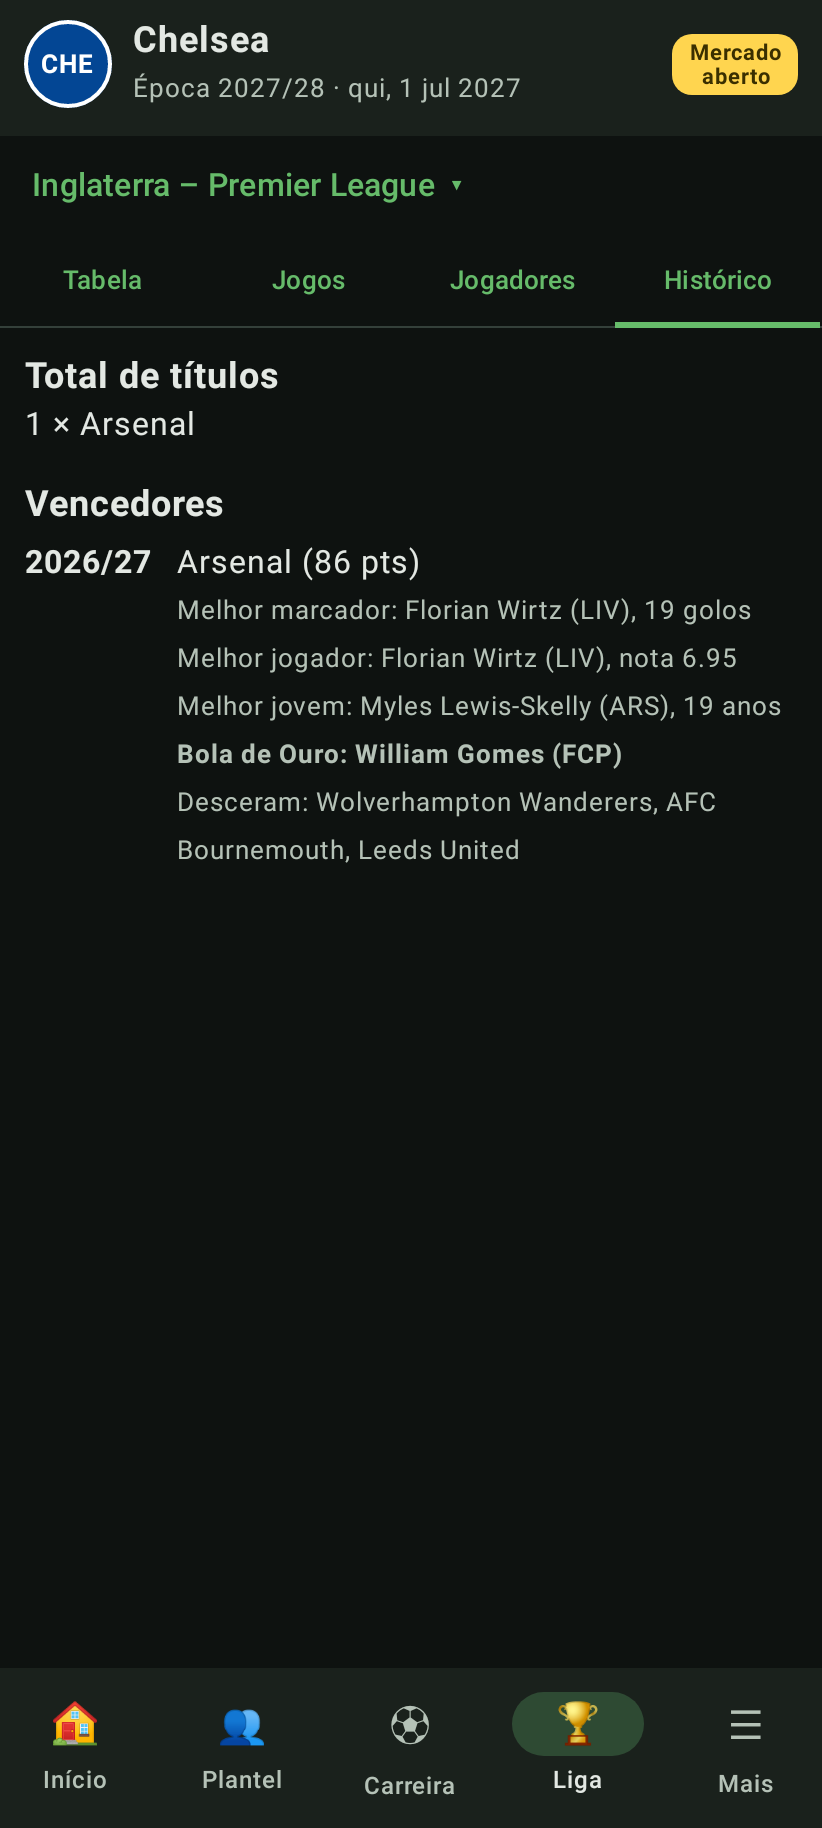 CHE
Chelsea
Época 2027/28 · qui, 1 jul 2027
Mercado
aberto
Inglaterra – Premier League ▾
Tabela
Jogos
Jogadores
Histórico
Total de títulos
1 × Arsenal
Vencedores
2026/27 Arsenal (86 pts)
Melhor marcador: Florian Wirtz (LIV), 19 golos
Melhor jogador: Florian Wirtz (LIV), nota 6.95
Melhor jovem: Myles Lewis-Skelly (ARS), 19 anos
Bola de Ouro: William Gomes (FCP)
Desceram: Wolverhampton Wanderers, AFC
Bournemouth, Leeds United
Início
Plantel
Carreira
Liga
Mais